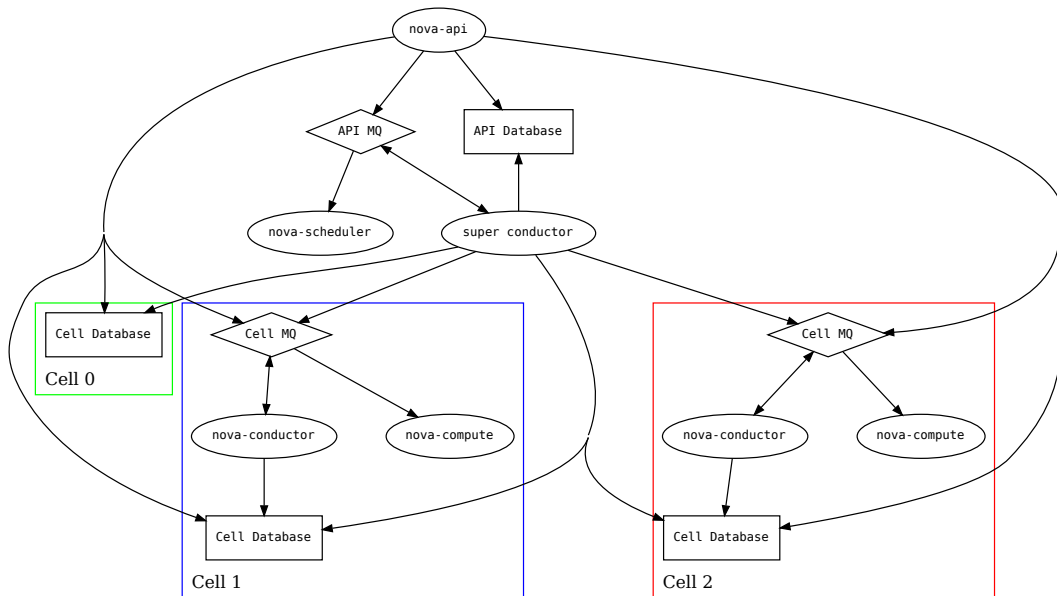 nova-api
API MQ
API Database
nova-scheduler
super conductor
Cell Database
Cell 0
Cell MQ
nova-conductor
nova-compute
Cell Database
Cell 1
Cell MQ
nova-conductor
nova-compute
Cell Database
Cell 2